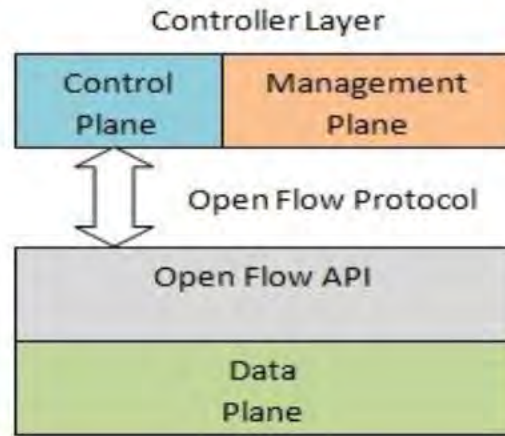 Controller Layer
Control
Plane
Management
Plane
Open Flow Protocol
Open Flow API
Data
Plane